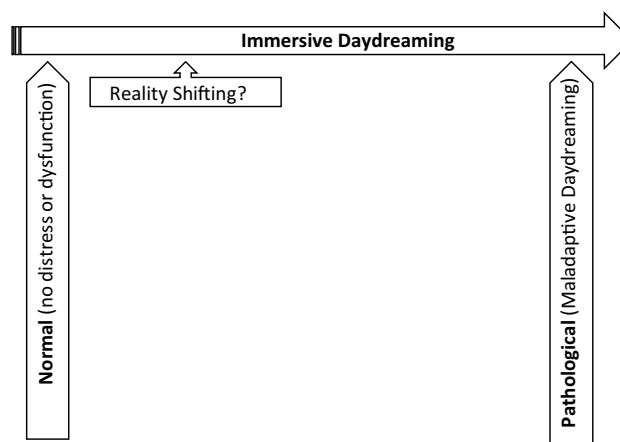 Immersive Daydreaming
Reality Shifting?
Normal (no distress or dysfunction)
Pathological (Maladaptive Daydreaming)